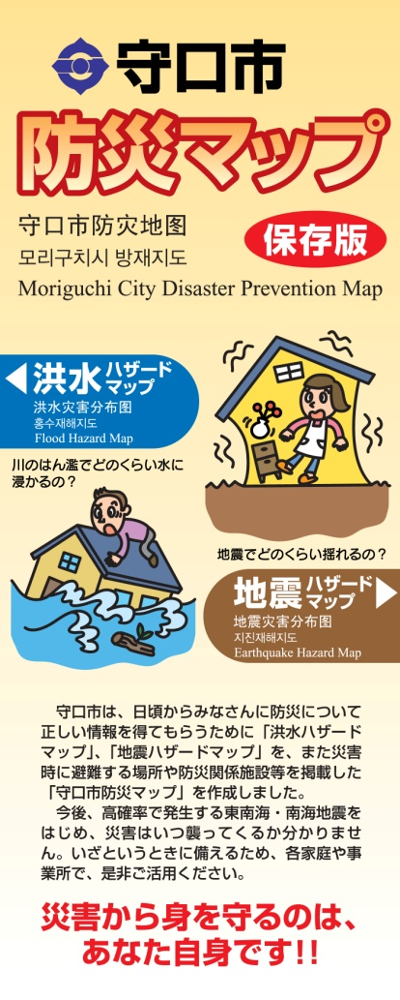 守口市
防災マップ
守口市防灾地图
모리구치시 방재지도
保存版
Moriguchi City Disaster Prevention Map
洪水ハザードマップ
洪水灾害分布图
홍수재해지도
Flood Hazard Map
川のはん濫でどのくらい水に
浸かるの？
地震でどのくらい揺れるの？
地震ハザードマップ
地震灾害分布图
지진재해지도
Earthquake Hazard Map
守口市は、日頃からみなさんに防災について
正しい情報を得てもらうために「洪水ハザード
マップ」、「地震ハザードマップ」を、また災害
時に避難する場所や防災関係施設等を掲載した
「守口市防災マップ」を作成しました。
今後、高確率で発生する東南海・南海地震を
はじめ、災害はいつ襲ってくるか分かりませ
ん。いざというときに備えるため、各家庭や事
業所で、是非ご活用ください。
災害から身を守るのは、
あなた自身です!!